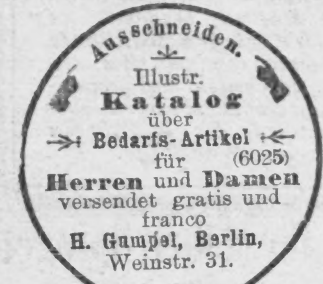 Ausschneiden.
Illustr.
Katalog
über
Bedarfs-Artikel
für (6025)
Herren und Damen
versendet gratis und
franco
H. Gumpel, Berlin,
Weinstr. 31.